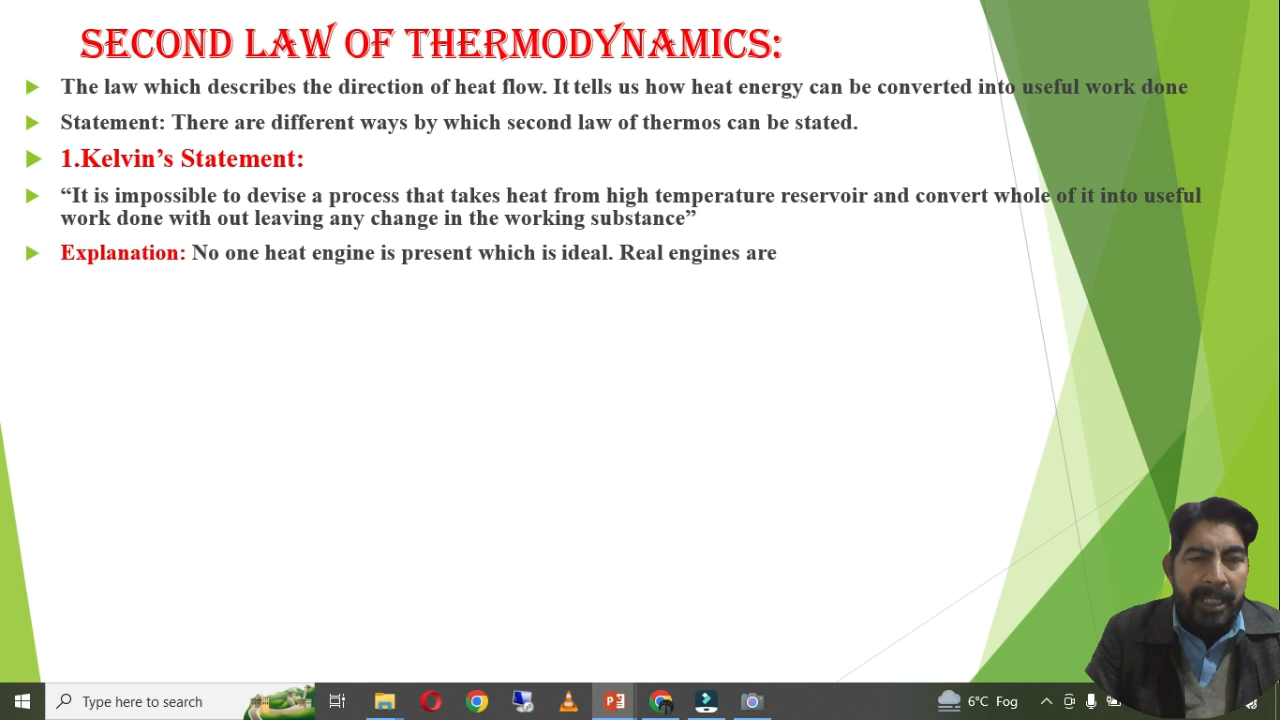 SECOND LAW OF THERMODYNAMICS:
The law which describes the direction of heat flow. It tells us how heat energy can be converted into useful work done
Statement: There are different ways by which second law of thermos can be stated.
1.Kelvin’s Statement:
“It is impossible to devise a process that takes heat from high temperature reservoir and convert whole of it into useful
work done with out leaving any change in the working substance”
Explanation: No one heat engine is present which is ideal. Real engines are
Type here to search
6°C Fog